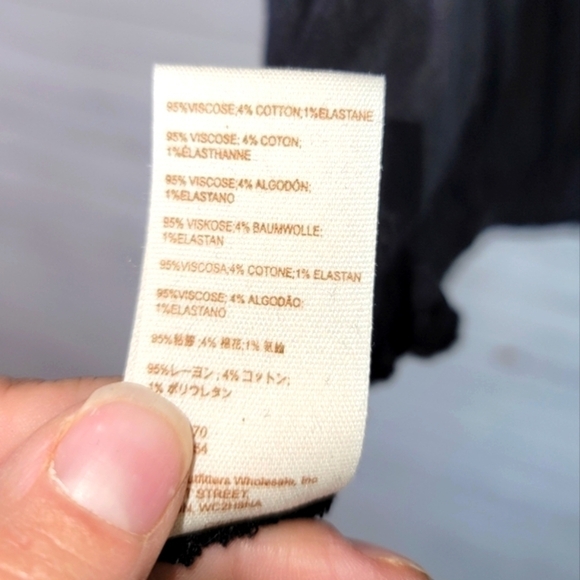 95%VISCOSE;4% COTTON;1%ELASTANE
95% VISCOSE; 4% COTON;
1%ÉLASTHANNE
95% VISCOSE;4% ALGODÓN;
1%ELASTANO
95% VISKOSE;4% BAUMWOLLE;
1%ELASTAN
95%VISCOSA;4% COTONE;1% ELASTAN
95%VISCOSE; 4% ALGODÃO;
1%ELASTANO
95% 4% 棉花;1% 氨綸
95%レーヨン ; 4% コットン;
1% ポリウレタン
70
54
Wholesale, Inc
STREET,